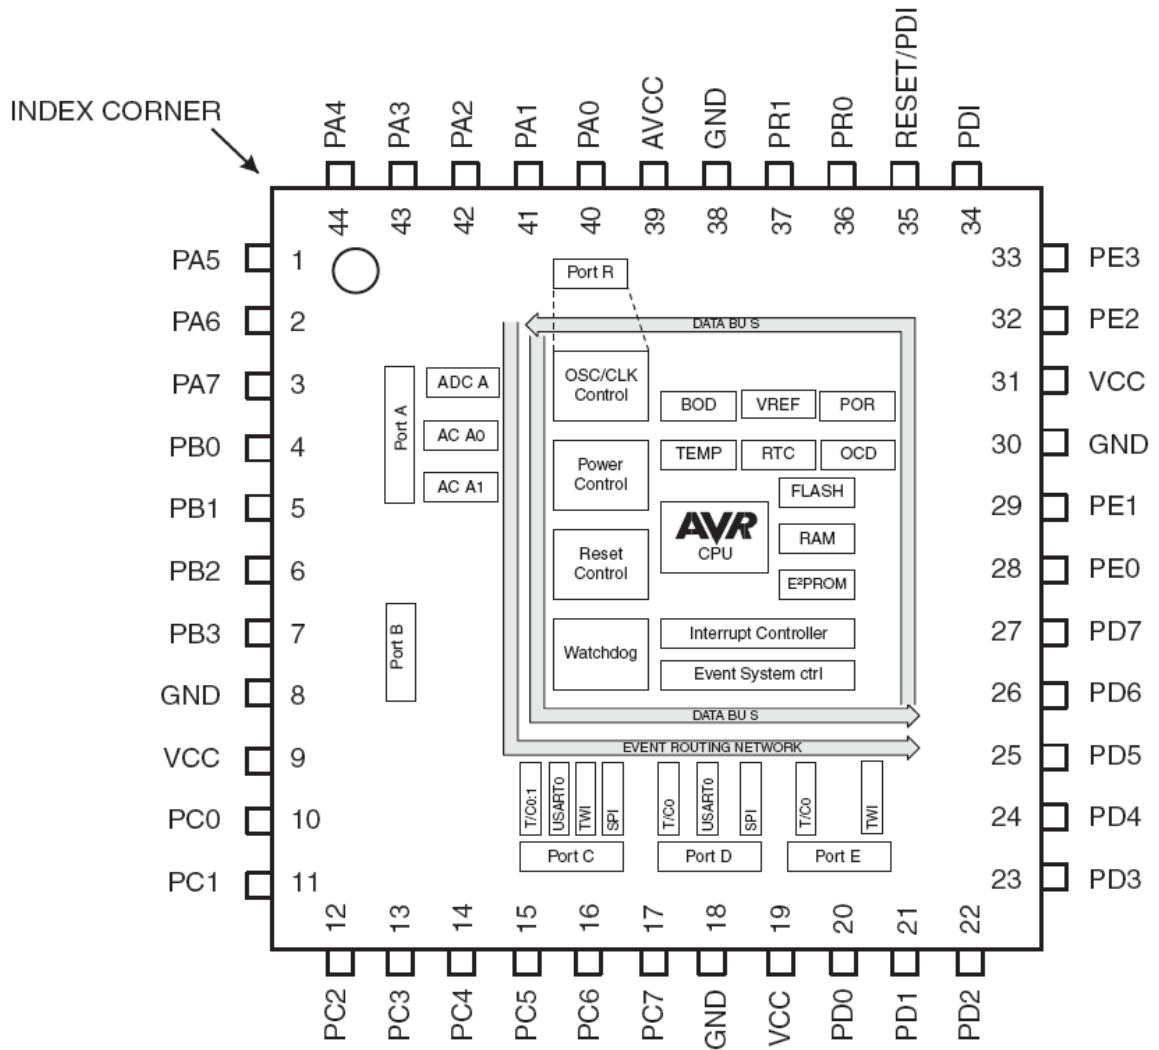 INDEX CORNER
PA4 PA3 PA2 PA1 PA0 AVCC GND PR1 PR0 RESET/PDI PDI
44 43 42 41 40 39 38 37 36 35 34
PA5 1
PA6 2
PA7 3
PB0 4
PB1 5
PB2 6
PB3 7
GND 8
VCC 9
PC0 10
PC1 11
33 PE3
32 PE2
31 VCC
30 GND
29 PE1
28 PE0
27 PD7
26 PD6
25 PD5
24 PD4
23 PD3
Port R
DATA BU S
Port A
ADC A
AC A0
AC A1
Port B
OSC/CLK
Control
Power
Control
Reset
Control
Watchdog
BOD VREF POR
TEMP RTC OCD
FLASH
AVR
CPU
RAM
E²PROM
Interrupt Controller
Event System ctrl
DATA BU S
EVENT ROUTING NETWORK
T/C0:1 USART0 TWI SPI T/C0 USART0 SPI T/C0 TWI
Port C Port D Port E
12 13 14 15 16 17 18 19 20 21 22
PC2 PC3 PC4 PC5 PC6 PC7 GND VCC PD0 PD1 PD2